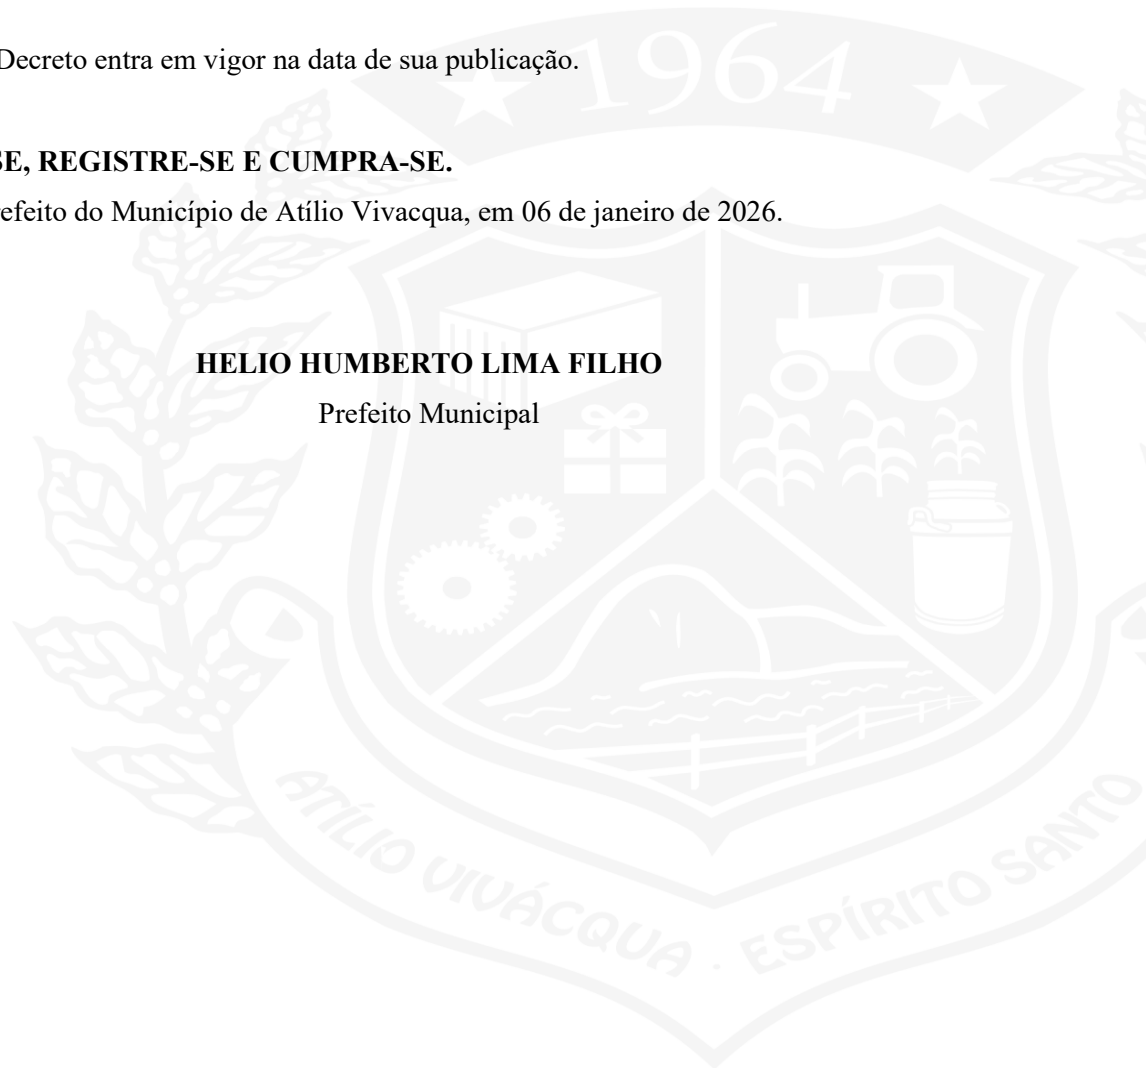 1964
Decreto entra em vigor na data de sua publicação.
SE, REGISTRE-SE E CUMPRA-SE.
refeito do Município de Atílio Vivacqua, em 06 de janeiro de 2026.
HELIO HUMBERTO LIMA FILHO
Prefeito Municipal
ATÍLIO VIVÁCQUA . ESPÍRITO SANTO